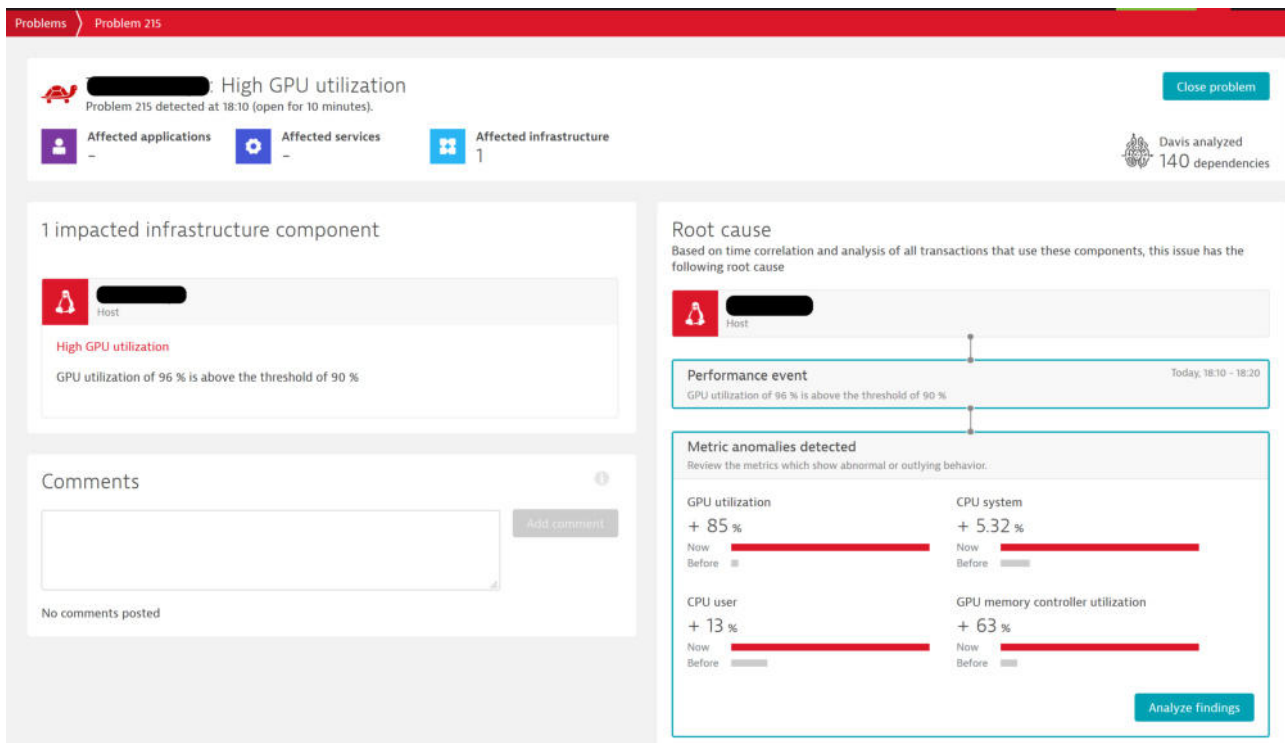 Problems
Problem 215
: High GPU utilization
Problem 215 detected at 18:10 (open for 10 minutes).
Close problem
Affected applications
-
Affected services
-
Affected infrastructure
1
Davis analyzed
140 dependencies
1 impacted infrastructure component
Host
High GPU utilization
GPU utilization of 96 % is above the threshold of 90 %
Comments
Add comment
No comments posted
Root cause
Based on time correlation and analysis of all transactions that use these components, this issue has the
following root cause
Host
Performance event
Today, 18:10 - 18:20
GPU utilization of 96 % is above the threshold of 90 %
Metric anomalies detected
Review the metrics which show abnormal or outlying behavior.
GPU utilization
+ 85 %
Now
Before
CPU system
+ 5.32 %
Now
Before
CPU user
+ 13 %
Now
Before
GPU memory controller utilization
+ 63 %
Now
Before
Analyze findings